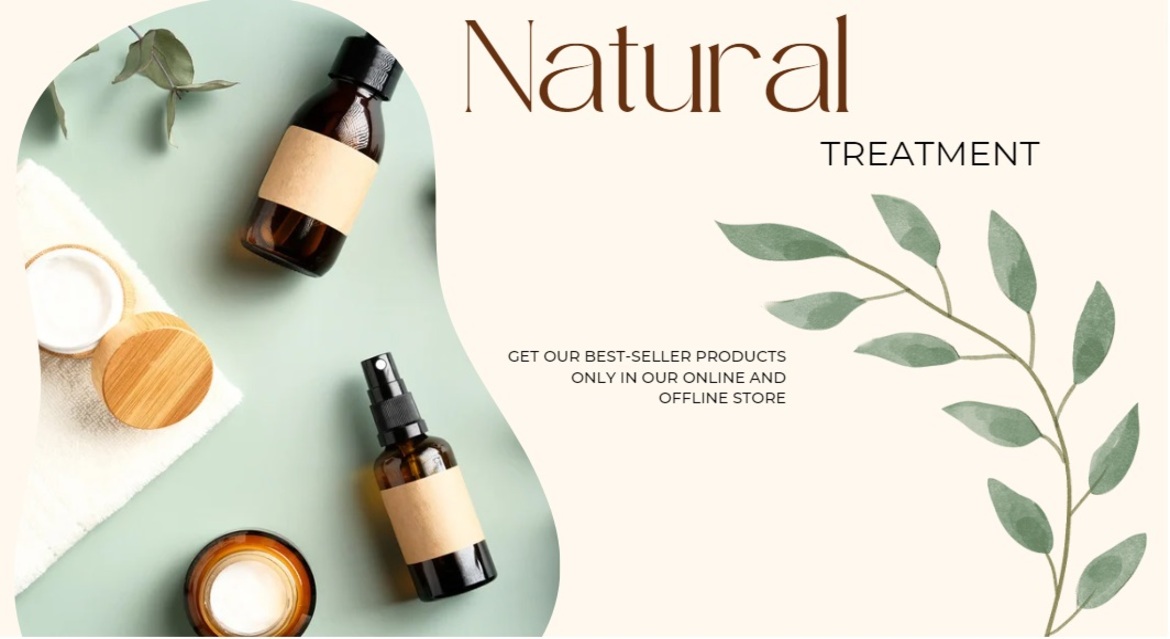 Natural
TREATMENT
GET OUR BEST-SELLER PRODUCTS
ONLY IN OUR ONLINE AND
OFFLINE STORE